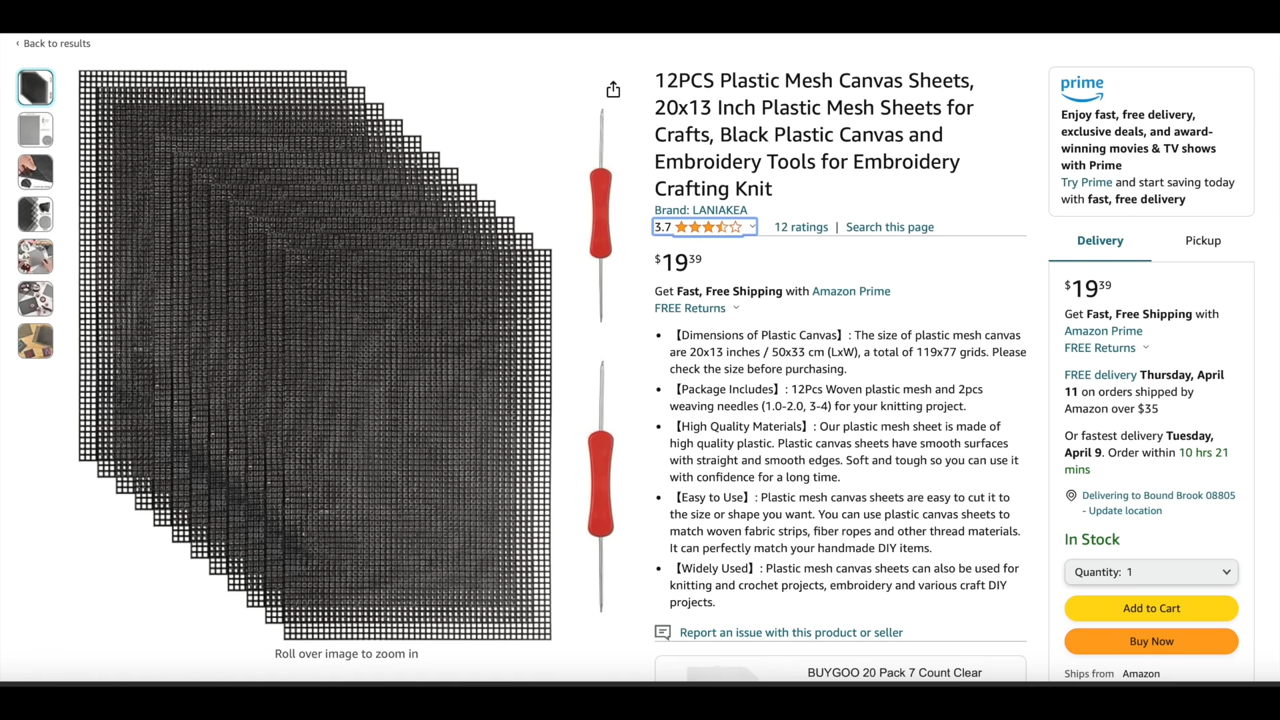 ‹ Back to results
12PCS Plastic Mesh Canvas Sheets,
20x13 Inch Plastic Mesh Sheets for
Crafts, Black Plastic Canvas and
Embroidery Tools for Embroidery
Crafting Knit
Brand: LANIAKEA
3.7 12 ratings | Search this page
$19 39
Get Fast, Free Shipping with Amazon Prime
FREE Returns
• 【Dimensions of Plastic Canvas】: The size of plastic mesh canvas
are 20x13 inches / 50x33 cm (LxW), a total of 119x77 grids. Please
check the size before purchasing.
• 【Package Includes】: 12Pcs Woven plastic mesh and 2pcs
weaving needles (1.0-2.0, 3-4) for your knitting project.
• 【High Quality Materials】: Our plastic mesh sheet is made of
high quality plastic. Plastic canvas sheets have smooth surfaces
with straight and smooth edges. Soft and tough so you can use it
with confidence for a long time.
• 【Easy to Use】: Plastic mesh canvas sheets are easy to cut it to
the size or shape you want. You can use plastic canvas sheets to
match woven fabric strips, fiber ropes and other thread materials.
It can perfectly match your handmade DIY items.
• 【Widely Used】: Plastic mesh canvas sheets can also be used for
knitting and crochet projects, embroidery and various craft DIY
projects.
Report an issue with this product or seller
BUYGOO 20 Pack 7 Count Clear
Roll over image to zoom in
prime
Enjoy fast, free delivery,
exclusive deals, and award-
winning movies & TV shows
with Prime
Try Prime and start saving today
with fast, free delivery
Delivery Pickup
$19 39
Get Fast, Free Shipping with
Amazon Prime
FREE Returns
FREE delivery Thursday, April
11 on orders shipped by
Amazon over $35
Or fastest delivery Tuesday,
April 9. Order within 10 hrs 21
mins
Delivering to Bound Brook 08805
- Update location
In Stock
Quantity: 1
Add to Cart
Buy Now
Ships from Amazon